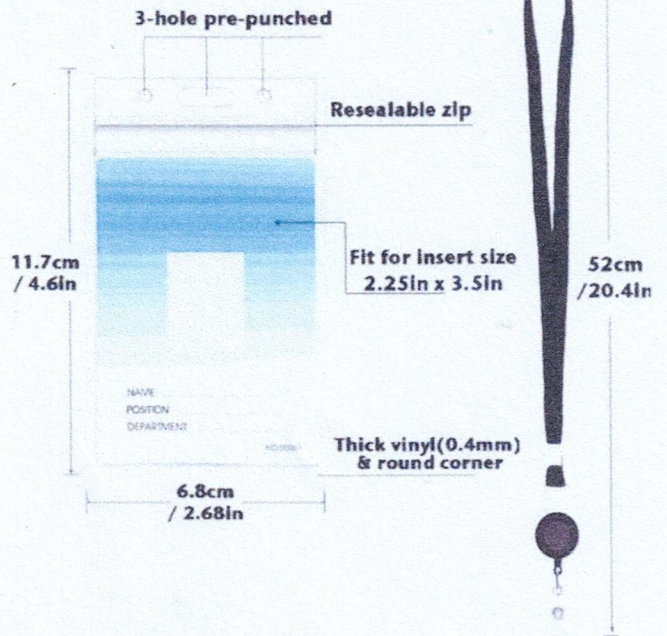 3-hole pre-punched
Resealable zip
11.7cm
/ 4.6in
Fit for insert size
2.25in x 3.5in
52cm
/20.4in
NAME
POSITION
DEPARTMENT
Thick vinyl(0.4mm)
& round corner
6.8cm
/ 2.68in